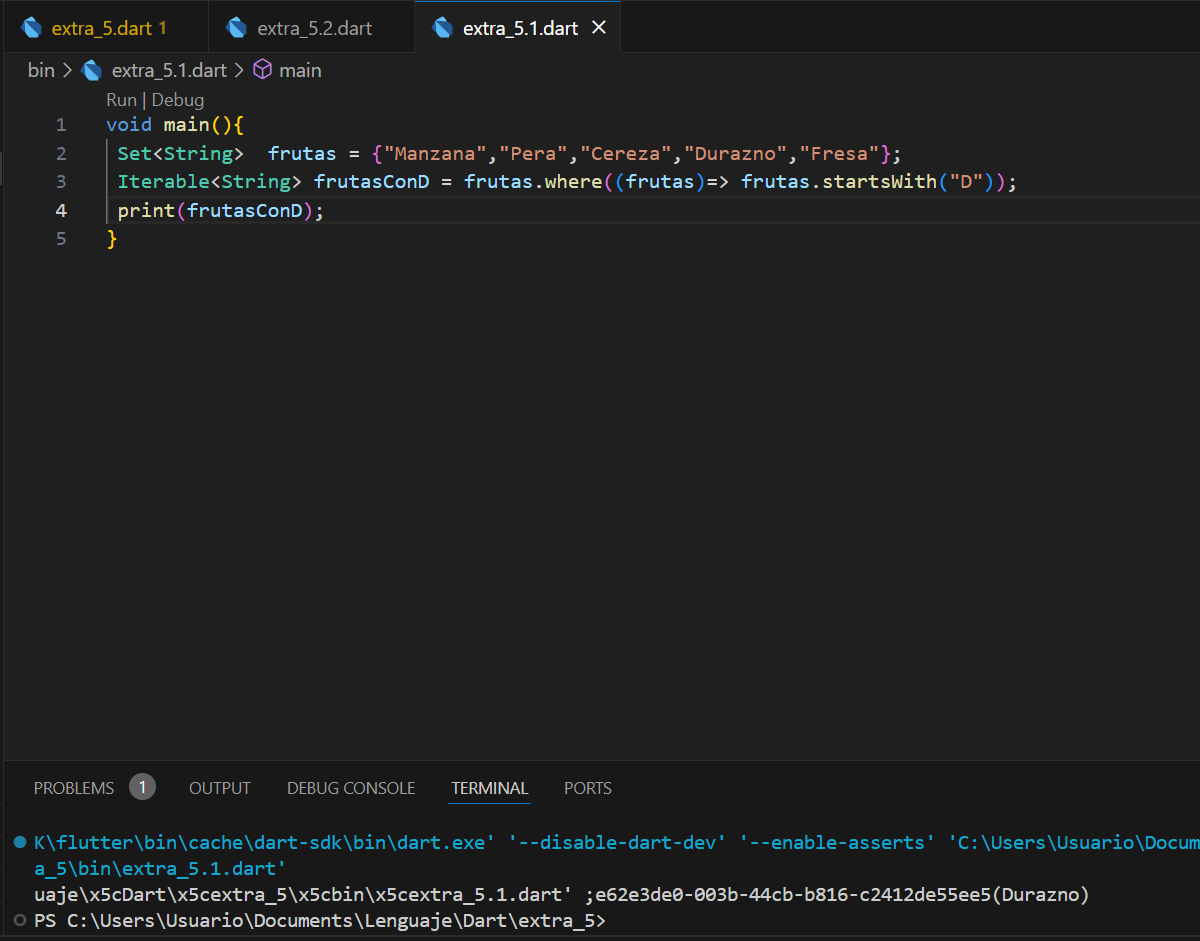 extra_5.dart 1 extra_5.2.dart extra_5.1.dart
bin > extra_5.1.dart > main
Run | Debug
1 void main(){
2 Set<String>  frutas = {"Manzana","Pera","Cereza","Durazno","Fresa"};
3 Iterable<String> frutasConD = frutas.where((frutas)=> frutas.startsWith("D"));
4 print(frutasConD);
5 }
PROBLEMS 1 OUTPUT DEBUG CONSOLE TERMINAL PORTS
K\flutter\bin\cache\dart-sdk\bin\dart.exe' '--disable-dart-dev' '--enable-asserts' 'C:\Users\Usuario\Docum
a_5\bin\extra_5.1.dart'
uaje\x5cDart\x5cextra_5\x5cbin\x5cextra_5.1.dart' ;e62e3de0-003b-44cb-b816-c2412de55ee5(Durazno)
PS C:\Users\Usuario\Documents\Lenguaje\Dart\extra_5>